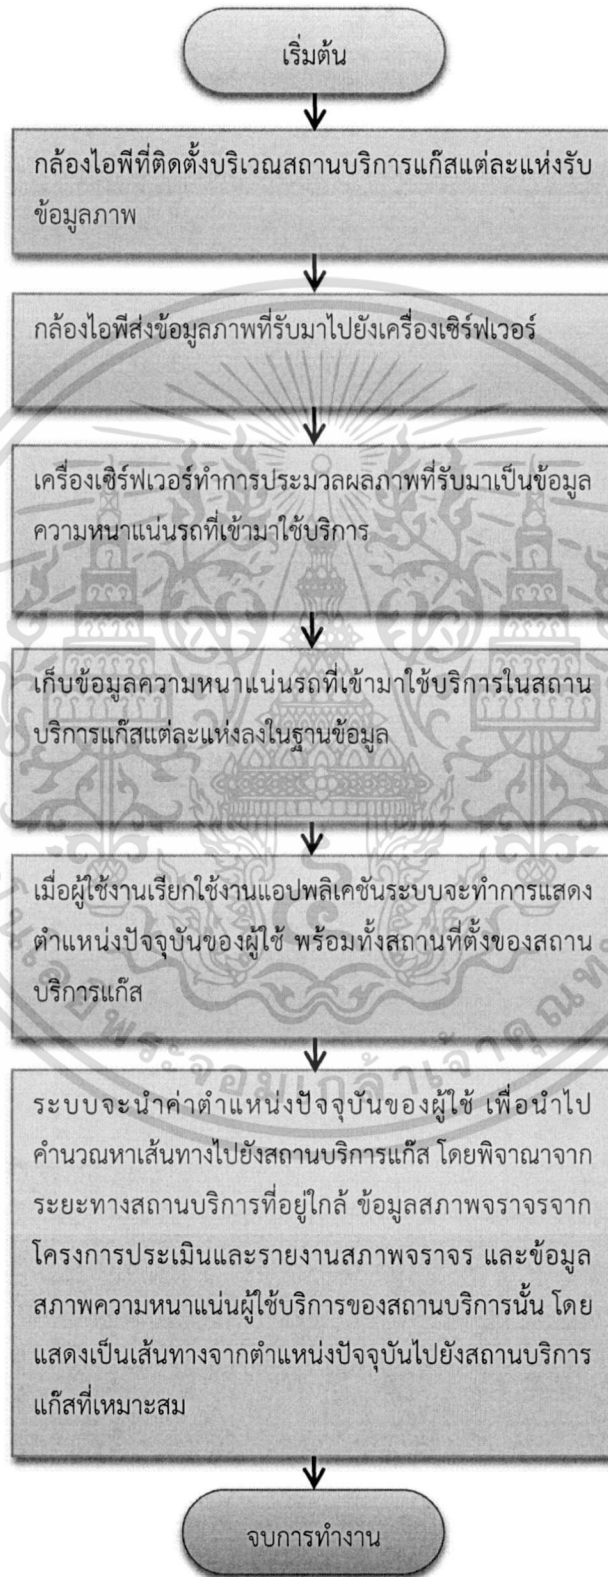 เริ่มต้น
กล้องไอพีที่ติดตั้งบริเวณสถานบริการแก๊สแต่ละแห่งรับ
ข้อมูลภาพ
กล้องไอพีส่งข้อมูลภาพที่รับมาไปยังเครื่องเซิร์ฟเวอร์
เครื่องเซิร์ฟเวอร์ทำการประมวลผลภาพที่รับมาเป็นข้อมูล
ความหนาแน่นรถที่เข้ามาใช้บริการ
เก็บข้อมูลความหนาแน่นรถที่เข้ามาใช้บริการในสถาน
บริการแก๊สแต่ละแห่งลงในฐานข้อมูล
เมื่อผู้ใช้งานเรียกใช้งานแอปพลิเคชันระบบจะทำการแสดง
ตำแหน่งปัจจุบันของผู้ใช้ พร้อมทั้งสถานที่ตั้งของสถาน
บริการแก๊ส
ระบบจะนำค่าตำแหน่งปัจจุบันของผู้ใช้ เพื่อนำไป
คำนวณหาเส้นทางไปยังสถานบริการแก๊ส โดยพิจาณาจาก
ระยะทางสถานบริการที่อยู่ใกล้ ข้อมูลสภาพจราจรจาก
โครงการประเมินและรายงานสภาพจราจร และข้อมูล
สภาพความหนาแน่นผู้ใช้บริการของสถานบริการนั้น โดย
แสดงเป็นเส้นทางจากตำแหน่งปัจจุบันไปยังสถานบริการ
แก๊สที่เหมาะสม
จบการทำงาน